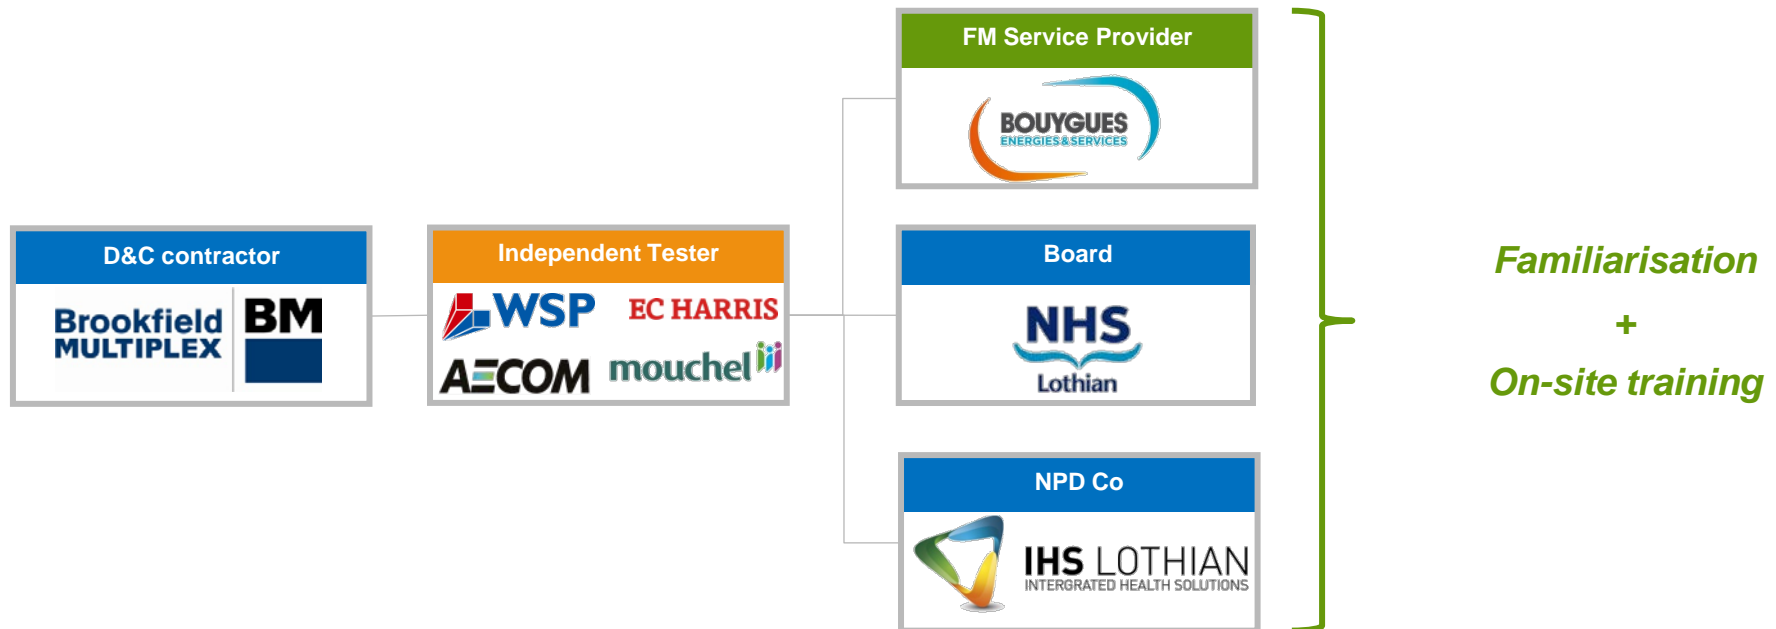 D&C contractor
Brookfield
MULTIPLEX
BM
Independent Tester
WSP
EC HARRIS
AECOM
mouchel
FM Service Provider
BOUYGUES
ENERGIES & SERVICES
Board
NHS
Lothian
NPD Co
IHS LOTHIAN
INTERGRATED HEALTH SOLUTIONS
Familiarisation
+
On-site training